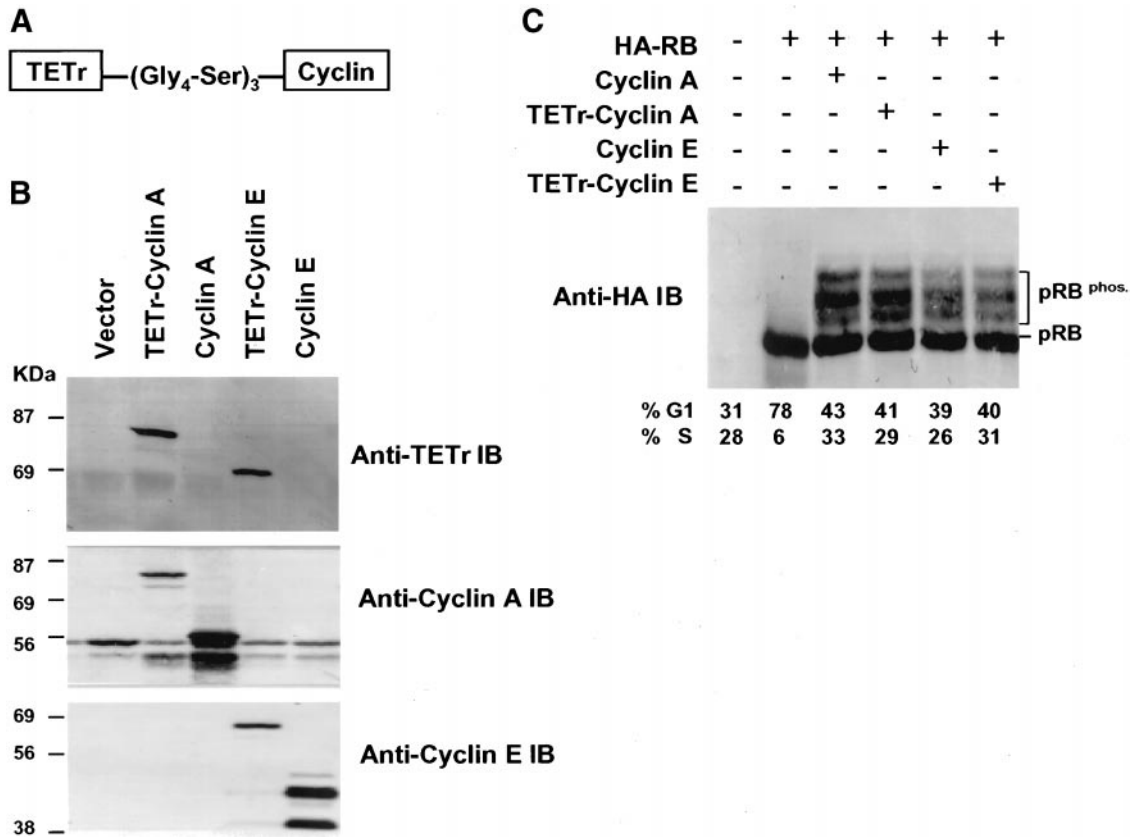 A
TETr (Gly4-Ser)3 Cyclin
B
Vector
TETr-Cyclin A
Cyclin A
TETr-Cyclin E
Cyclin E
KDa
87
69
Anti-TETr IB
87
69
56
Anti-Cyclin A IB
69
56
38
Anti-Cyclin E IB
C
HA-RB - + + + + +
Cyclin A - - + - - -
TETr-Cyclin A - - - + - -
Cyclin E - - - - + -
TETr-Cyclin E - - - - - +
Anti-HA IB
pRB phos.
pRB
% G1 31 78 43 41 39 40
% S 28 6 33 29 26 31